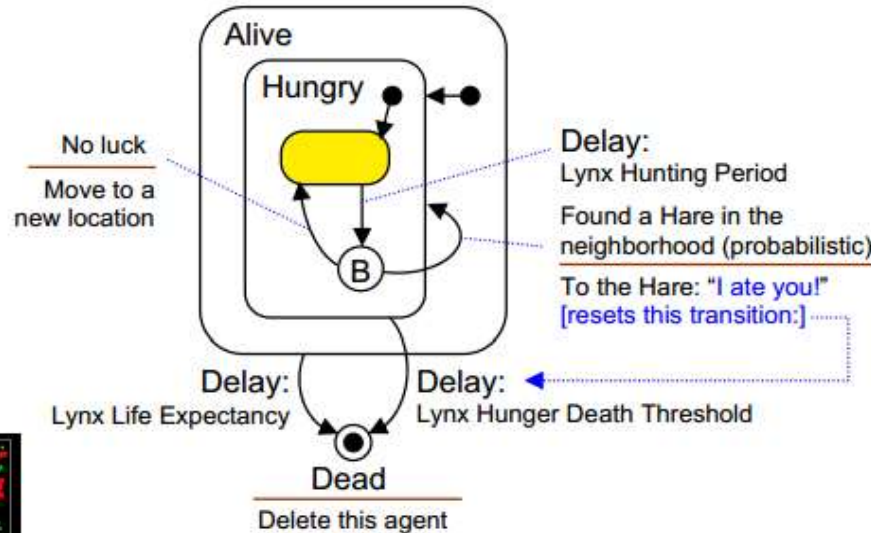 Alive
Hungry
No luck
Move to a
new location
Delay:
Lynx Hunting Period
Found a Hare in the
neighborhood (probabilistic)
To the Hare: “I ate you!”
[resets this transition:]
B
Delay:
Lynx Life Expectancy
Delay:
Lynx Hunger Death Threshold
Dead
Delete this agent